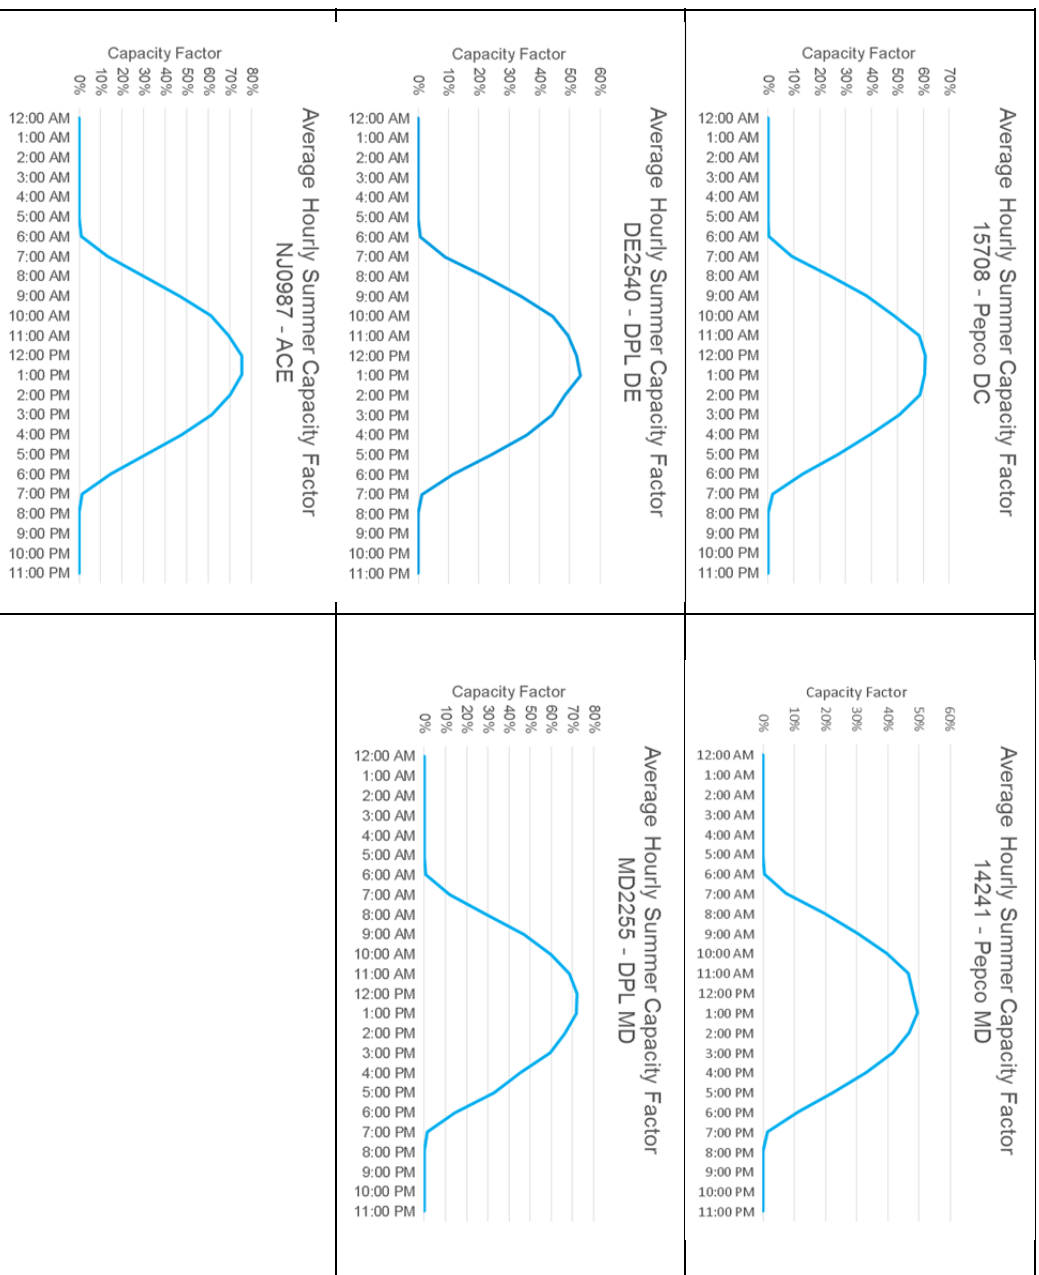 Average Hourly Summer Capacity Factor
15708 - Pepco DC
Capacity Factor
70%
60%
50%
40%
30%
20%
10%
0%
12:00 AM
1:00 AM
2:00 AM
3:00 AM
4:00 AM
5:00 AM
6:00 AM
7:00 AM
8:00 AM
9:00 AM
10:00 AM
11:00 AM
12:00 PM
1:00 PM
2:00 PM
3:00 PM
4:00 PM
5:00 PM
6:00 PM
7:00 PM
8:00 PM
9:00 PM
10:00 PM
11:00 PM
Average Hourly Summer Capacity Factor
14241 - Pepco MD
Capacity Factor
60%
50%
40%
30%
20%
10%
0%
12:00 AM
1:00 AM
2:00 AM
3:00 AM
4:00 AM
5:00 AM
6:00 AM
7:00 AM
8:00 AM
9:00 AM
10:00 AM
11:00 AM
12:00 PM
1:00 PM
2:00 PM
3:00 PM
4:00 PM
5:00 PM
6:00 PM
7:00 PM
8:00 PM
9:00 PM
10:00 PM
11:00 PM
Average Hourly Summer Capacity Factor
DE2540 - DPL DE
Capacity Factor
60%
50%
40%
30%
20%
10%
0%
12:00 AM
1:00 AM
2:00 AM
3:00 AM
4:00 AM
5:00 AM
6:00 AM
7:00 AM
8:00 AM
9:00 AM
10:00 AM
11:00 AM
12:00 PM
1:00 PM
2:00 PM
3:00 PM
4:00 PM
5:00 PM
6:00 PM
7:00 PM
8:00 PM
9:00 PM
10:00 PM
11:00 PM
Average Hourly Summer Capacity Factor
MD2255 - DPL MD
Capacity Factor
80%
70%
60%
50%
40%
30%
20%
10%
0%
12:00 AM
1:00 AM
2:00 AM
3:00 AM
4:00 AM
5:00 AM
6:00 AM
7:00 AM
8:00 AM
9:00 AM
10:00 AM
11:00 AM
12:00 PM
1:00 PM
2:00 PM
3:00 PM
4:00 PM
5:00 PM
6:00 PM
7:00 PM
8:00 PM
9:00 PM
10:00 PM
11:00 PM
Average Hourly Summer Capacity Factor
NJ0987 - ACE
Capacity Factor
80%
70%
60%
50%
40%
30%
20%
10%
0%
12:00 AM
1:00 AM
2:00 AM
3:00 AM
4:00 AM
5:00 AM
6:00 AM
7:00 AM
8:00 AM
9:00 AM
10:00 AM
11:00 AM
12:00 PM
1:00 PM
2:00 PM
3:00 PM
4:00 PM
5:00 PM
6:00 PM
7:00 PM
8:00 PM
9:00 PM
10:00 PM
11:00 PM